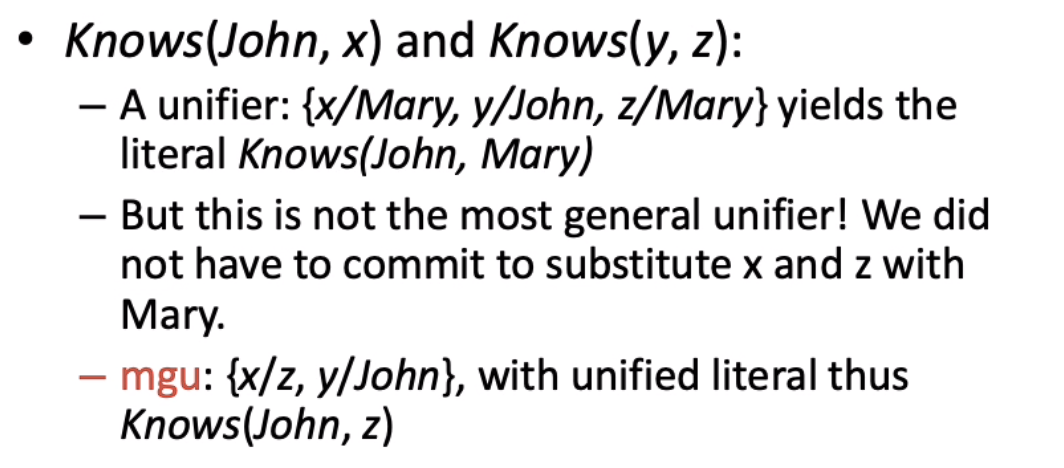 • Knows(John, x) and Knows(y, z):
– A unifier: {x/Mary, y/John, z/Mary} yields the
literal Knows(John, Mary)
– But this is not the most general unifier! We did
not have to commit to substitute x and z with
Mary.
– mgu: {x/z, y/John}, with unified literal thus
Knows(John, z)